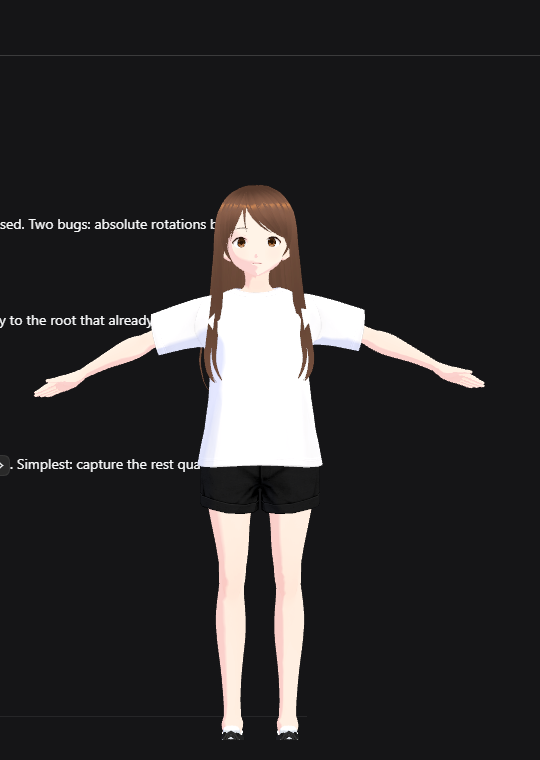 sed. Two bugs: absolute rotations b
y to the root that already
. Simplest: capture the rest qua